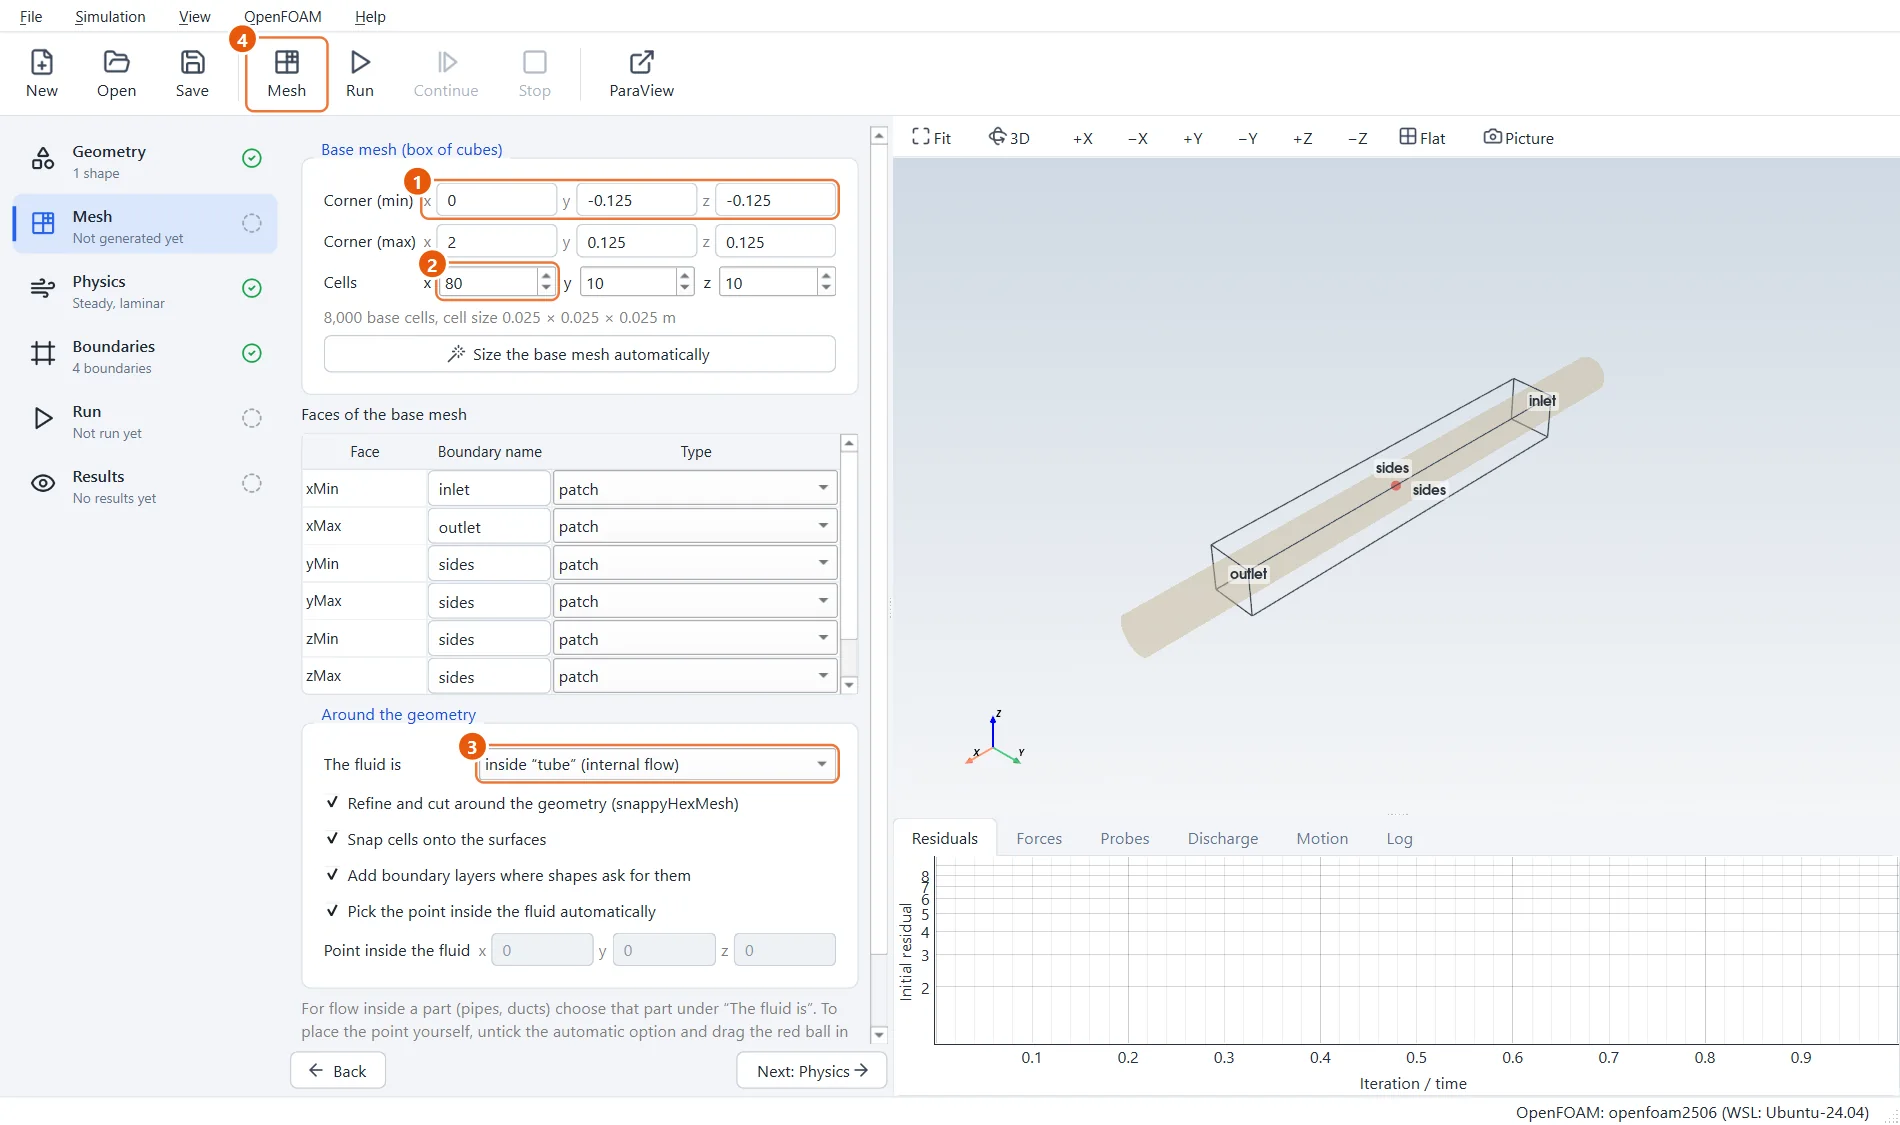 File Simulation View OpenFOAM Help
4
New Open Save Mesh Run Continue Stop ParaView
Geometry
1 shape
Mesh
Not generated yet
Physics
Steady, laminar
Boundaries
4 boundaries
Run
Not run yet
Results
No results yet
Base mesh (box of cubes)
1
Corner (min) x 0 y -0.125 z -0.125
Corner (max) x 2 y 0.125 z 0.125
2
Cells x 80 y 10 z 10
8,000 base cells, cell size 0.025 × 0.025 × 0.025 m
Size the base mesh automatically
Faces of the base mesh
Face Boundary name Type
xMin inlet patch
xMax outlet patch
yMin sides patch
yMax sides patch
zMin sides patch
zMax sides patch
Around the geometry
3
The fluid is inside “tube” (internal flow)
Refine and cut around the geometry (snappyHexMesh)
Snap cells onto the surfaces
Add boundary layers where shapes ask for them
Pick the point inside the fluid automatically
Point inside the fluid x 0 y 0 z 0
For flow inside a part (pipes, ducts) choose that part under “The fluid is”. To
place the point yourself, untick the automatic option and drag the red ball in
Back Next: Physics
Fit 3D +X −X +Y −Y +Z −Z Flat Picture
inlet
sides
sides
outlet
Z
X Y
Residuals Forces Probes Discharge Motion Log
8
7
6
5
4
3
2
Initial residual
0.1 0.2 0.3 0.4 0.5 0.6 0.7 0.8 0.9
Iteration / time
OpenFOAM: openfoam2506 (WSL: Ubuntu-24.04)